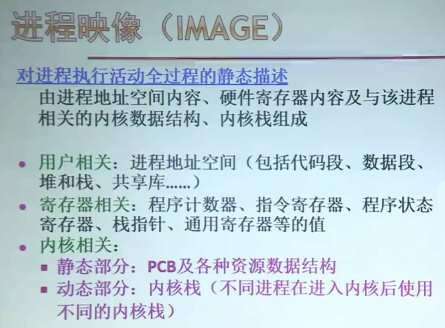 进程映像（IMAGE）
对进程执行活动全过程的静态描述
由进程地址空间内容、硬件寄存器内容及与该进程
相关的内核数据结构、内核栈组成
• 用户相关：进程地址空间（包括代码段、数据段、
堆和栈、共享库……）
• 寄存器相关：程序计数器、指令寄存器、程序状态
寄存器、栈指针、通用寄存器等的值
• 内核相关：
▪ 静态部分：PCB及各种资源数据结构
▪ 动态部分：内核栈（不同进程在进入内核后使用
不同的内核栈）